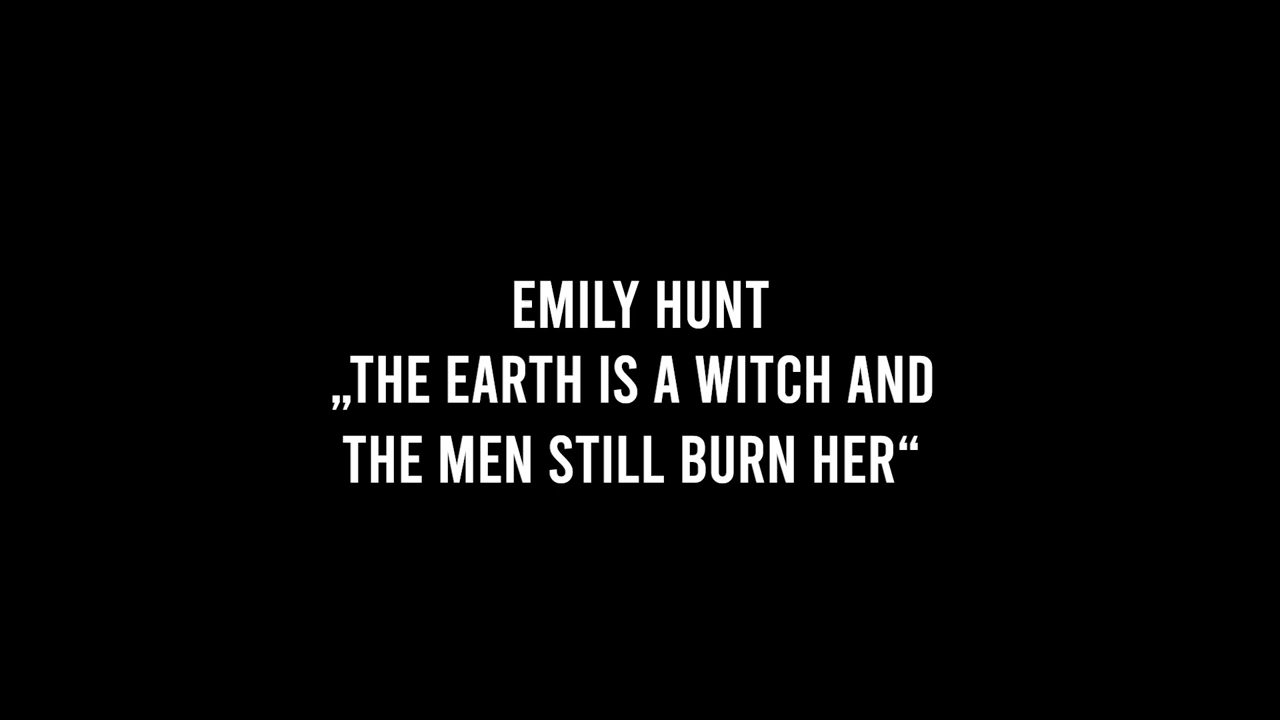 EMILY HUNT
„THE EARTH IS A WITCH AND
THE MEN STILL BURN HER“